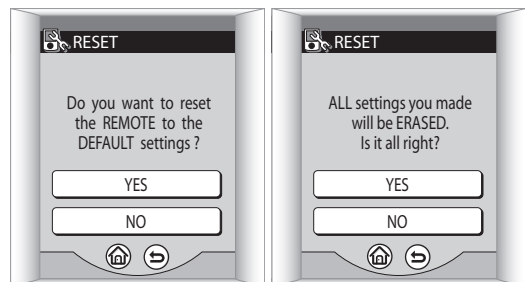 RESET
Do you want to reset
the REMOTE to the
DEFAULT settings ?
YES
NO
RESET
ALL settings you made
will be ERASED.
Is it all right?
YES
NO